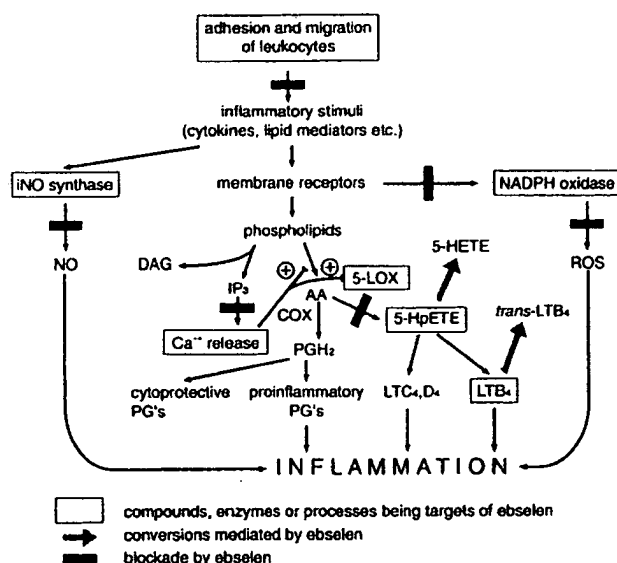 adhesion and migration
of leukocytes
inflammatory stimuli
(cytokines, lipid mediators etc.)
iNO synthase
membrane receptors
NADPH oxidase
phospholipids
NO
DAG
IP₃
5-HETE
ROS
5-LOX
AA
COX
Ca⁺⁺ release
5-HpETE
trans-LTB₄
PGH₂
cytoprotective
PG's
proinflammatory
PG's
LTC₄,D₄
LTB₄
INFLAMMATION
compounds, enzymes or processes being targets of ebselen
conversions mediated by ebselen
blockade by ebselen